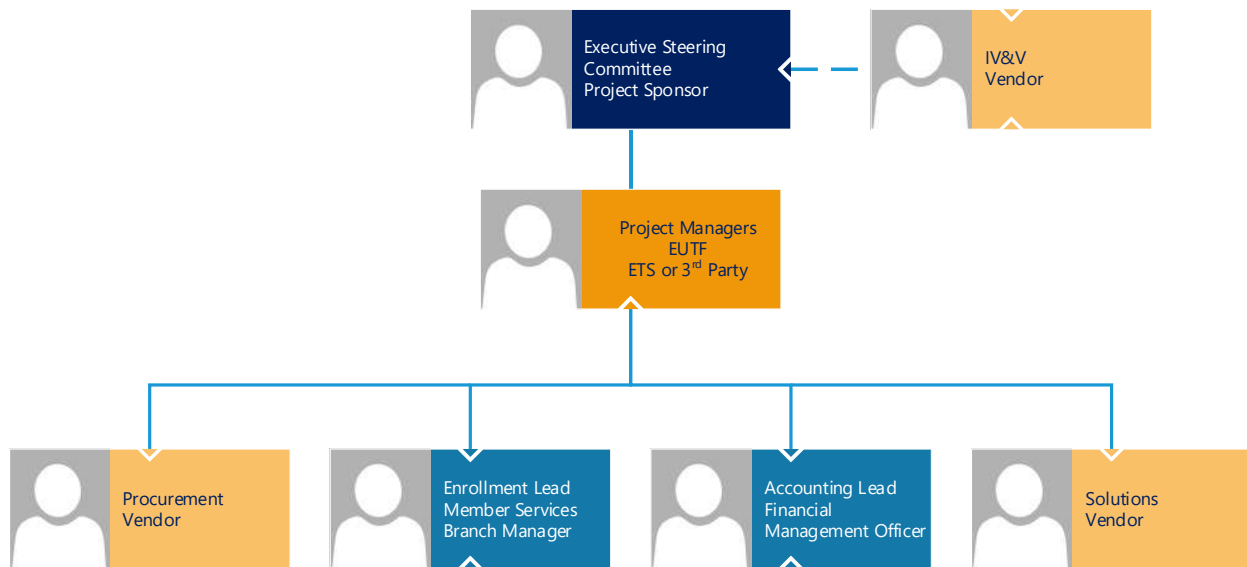 Executive Steering
Committee
Project Sponsor
IV&V
Vendor
Project Managers
EUTF
ETS or 3rd Party
Procurement
Vendor
Enrollment Lead
Member Services
Branch Manager
Accounting Lead
Financial
Management Officer
Solutions
Vendor